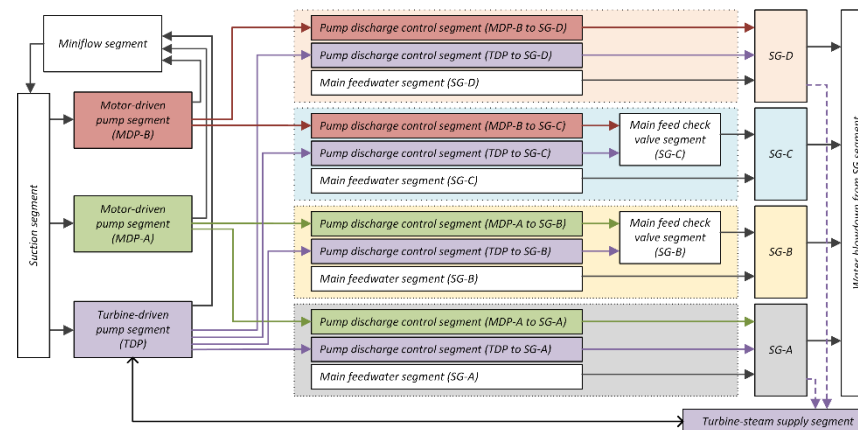 Miniflow segment
Suction segment
Motor-driven
pump segment
(MDP-B)
Motor-driven
pump segment
(MDP-A)
Turbine-driven
pump segment
(TDP)
Pump discharge control segment (MDP-B to SG-D)
Pump discharge control segment (TDP to SG-D)
Main feedwater segment (SG-D)
SG-D
Pump discharge control segment (MDP-B to SG-C)
Pump discharge control segment (TDP to SG-C)
Main feedwater segment (SG-C)
Main feed check
valve segment
(SG-C)
SG-C
Pump discharge control segment (MDP-A to SG-B)
Pump discharge control segment (TDP to SG-B)
Main feedwater segment (SG-B)
Main feed check
valve segment
(SG-B)
SG-B
Pump discharge control segment (MDP-A to SG-A)
Pump discharge control segment (TDP to SG-A)
Main feedwater segment (SG-A)
SG-A
Water blowdown from SG segment
Turbine-steam supply segment